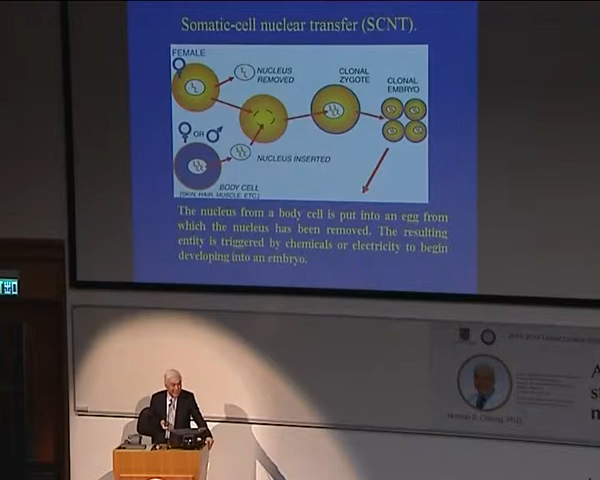 Somatic-cell nuclear transfer (SCNT).
FEMALE
NUCLEUS
REMOVED
CLONAL
ZYGOTE
CLONAL
EMBRYO
OR
NUCLEUS INSERTED
BODY CELL
(SKIN, HAIR, MUSCLE, ETC.)
The nucleus from a body cell is put into an egg from
which the nucleus has been removed. The resulting
entity is triggered by chemicals or electricity to begin
developing into an embryo.
A
s
n